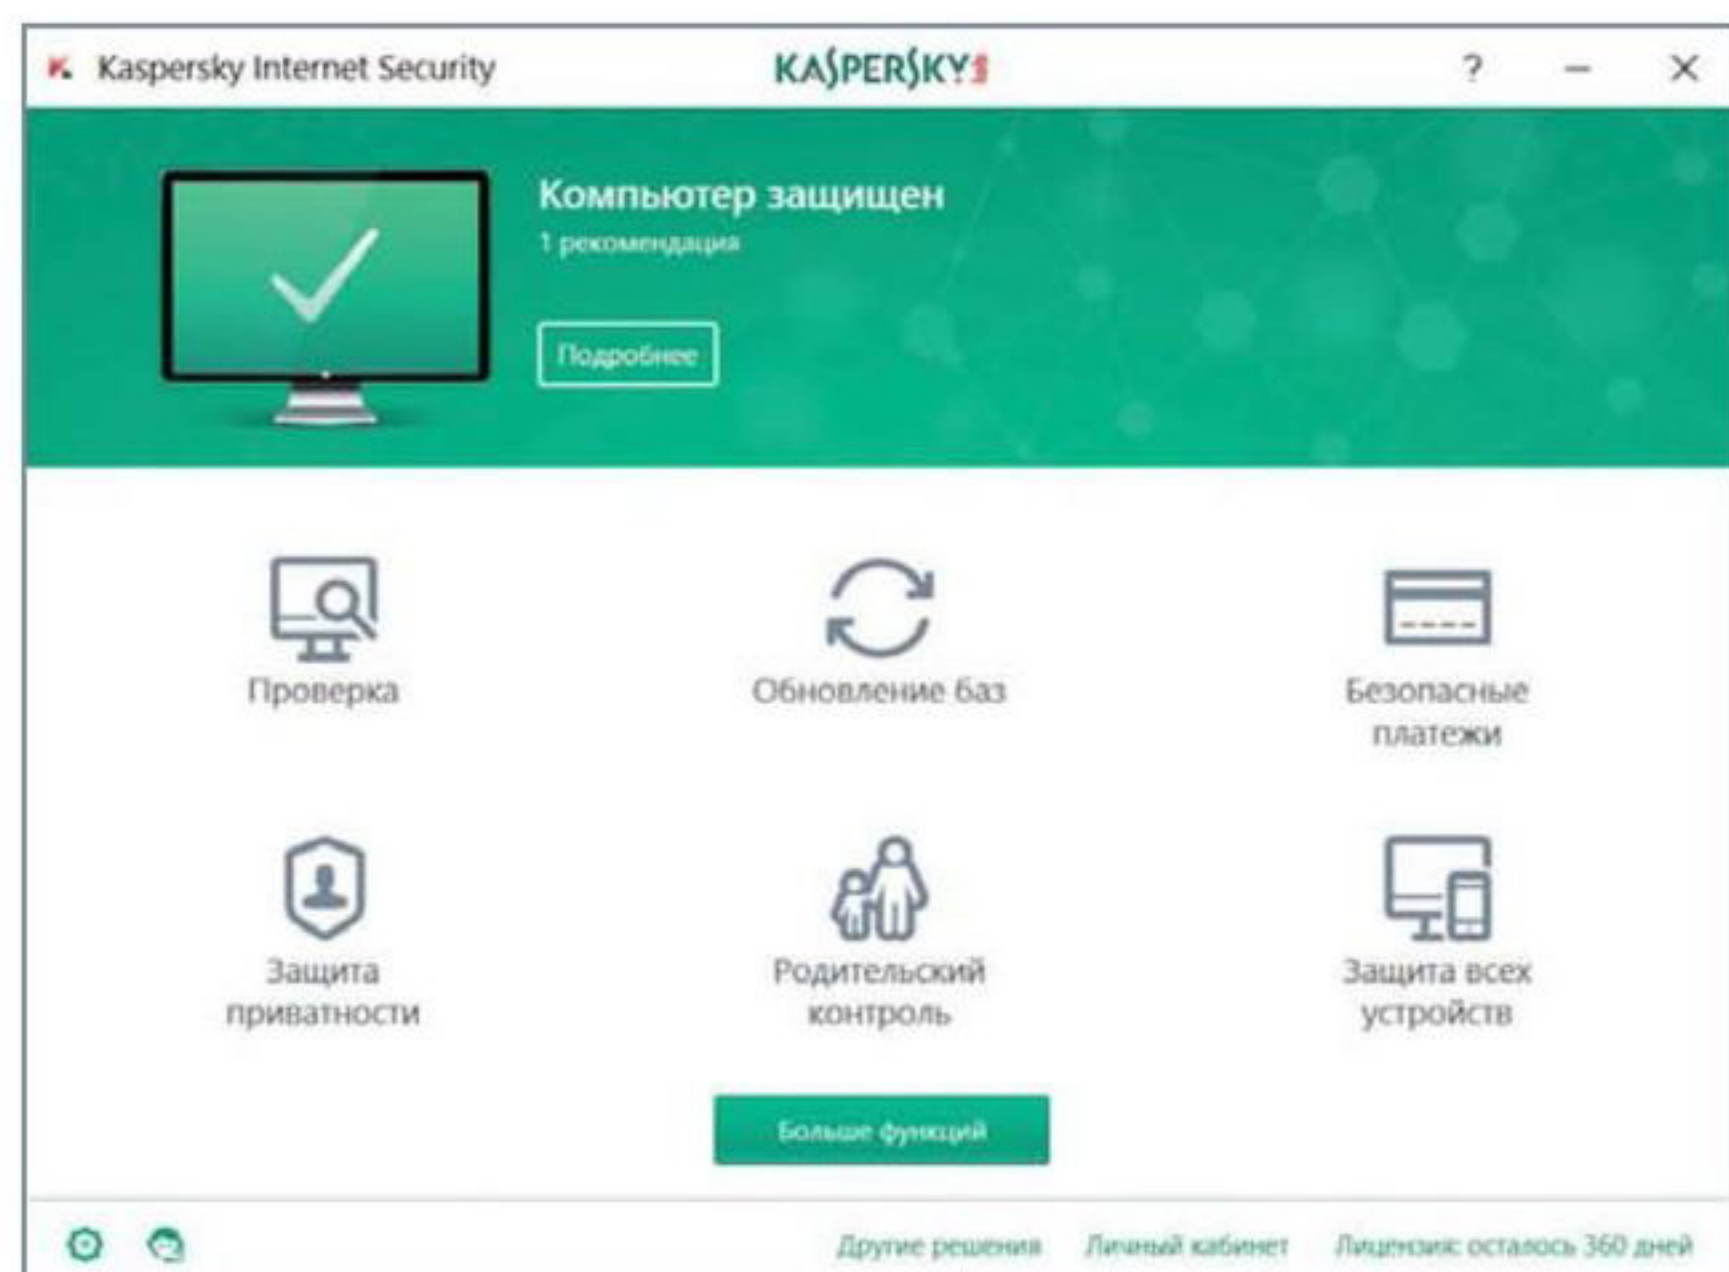 Kaspersky Internet Security
KASPERSKY
?
Компьютер защищен
1 рекомендация
Подробнее
Проверка
Обновление баз
Безопасные
платежи
Защита
приватности
Родительский
контроль
Защита всех
устройств
Больше функций
Другие решения
Личный кабинет
Лицензия: осталось 360 дней